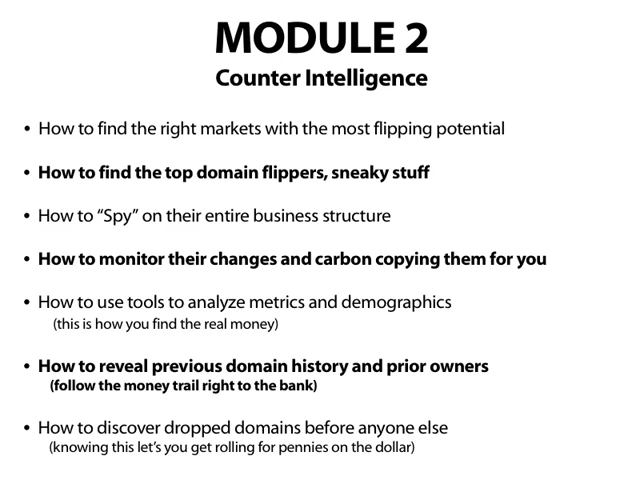 MODULE 2
Counter Intelligence
• How to find the right markets with the most flipping potential
• How to find the top domain flippers, sneaky stuff
• How to “Spy” on their entire business structure
• How to monitor their changes and carbon copying them for you
• How to use tools to analyze metrics and demographics
(this is how you find the real money)
• How to reveal previous domain history and prior owners
(follow the money trail right to the bank)
• How to discover dropped domains before anyone else
(knowing this let’s you get rolling for pennies on the dollar)